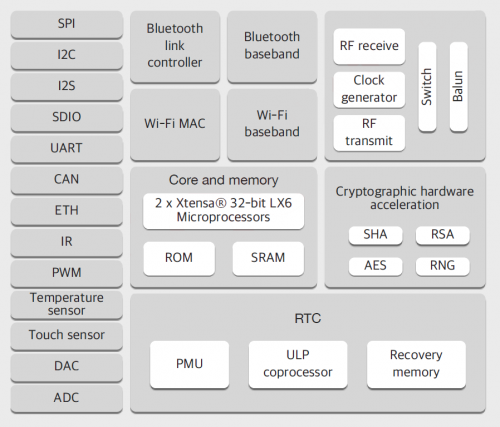 SPI
I2C
I2S
SDIO
UART
CAN
ETH
IR
PWM
Temperature
sensor
Touch sensor
DAC
ADC
Bluetooth
link
controller
Bluetooth
baseband
Wi-Fi MAC
Wi-Fi
baseband
RF receive
Clock
generator
RF
transmit
Switch
Balun
Core and memory
2 x Xtensa® 32-bit LX6
Microprocessors
ROM
SRAM
Cryptographic hardware
acceleration
SHA
RSA
AES
RNG
RTC
PMU
ULP
coprocessor
Recovery
memory